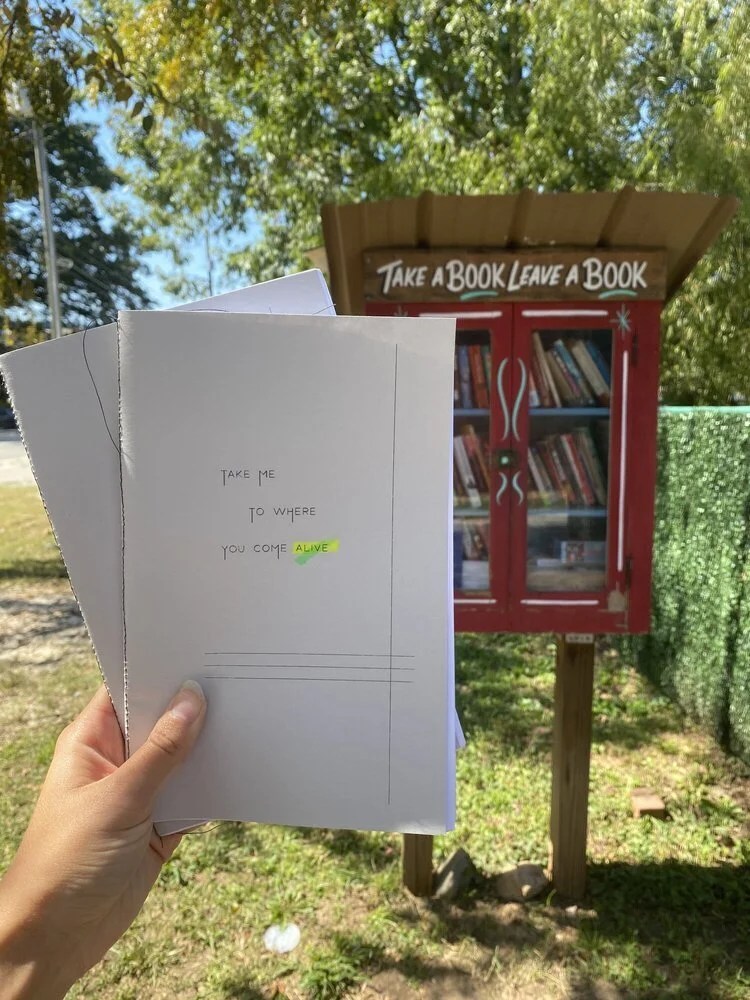 TAKE A BOOK LEAVE A BOOK
TAKE ME
TO WHERE
YOU COME ALIVE